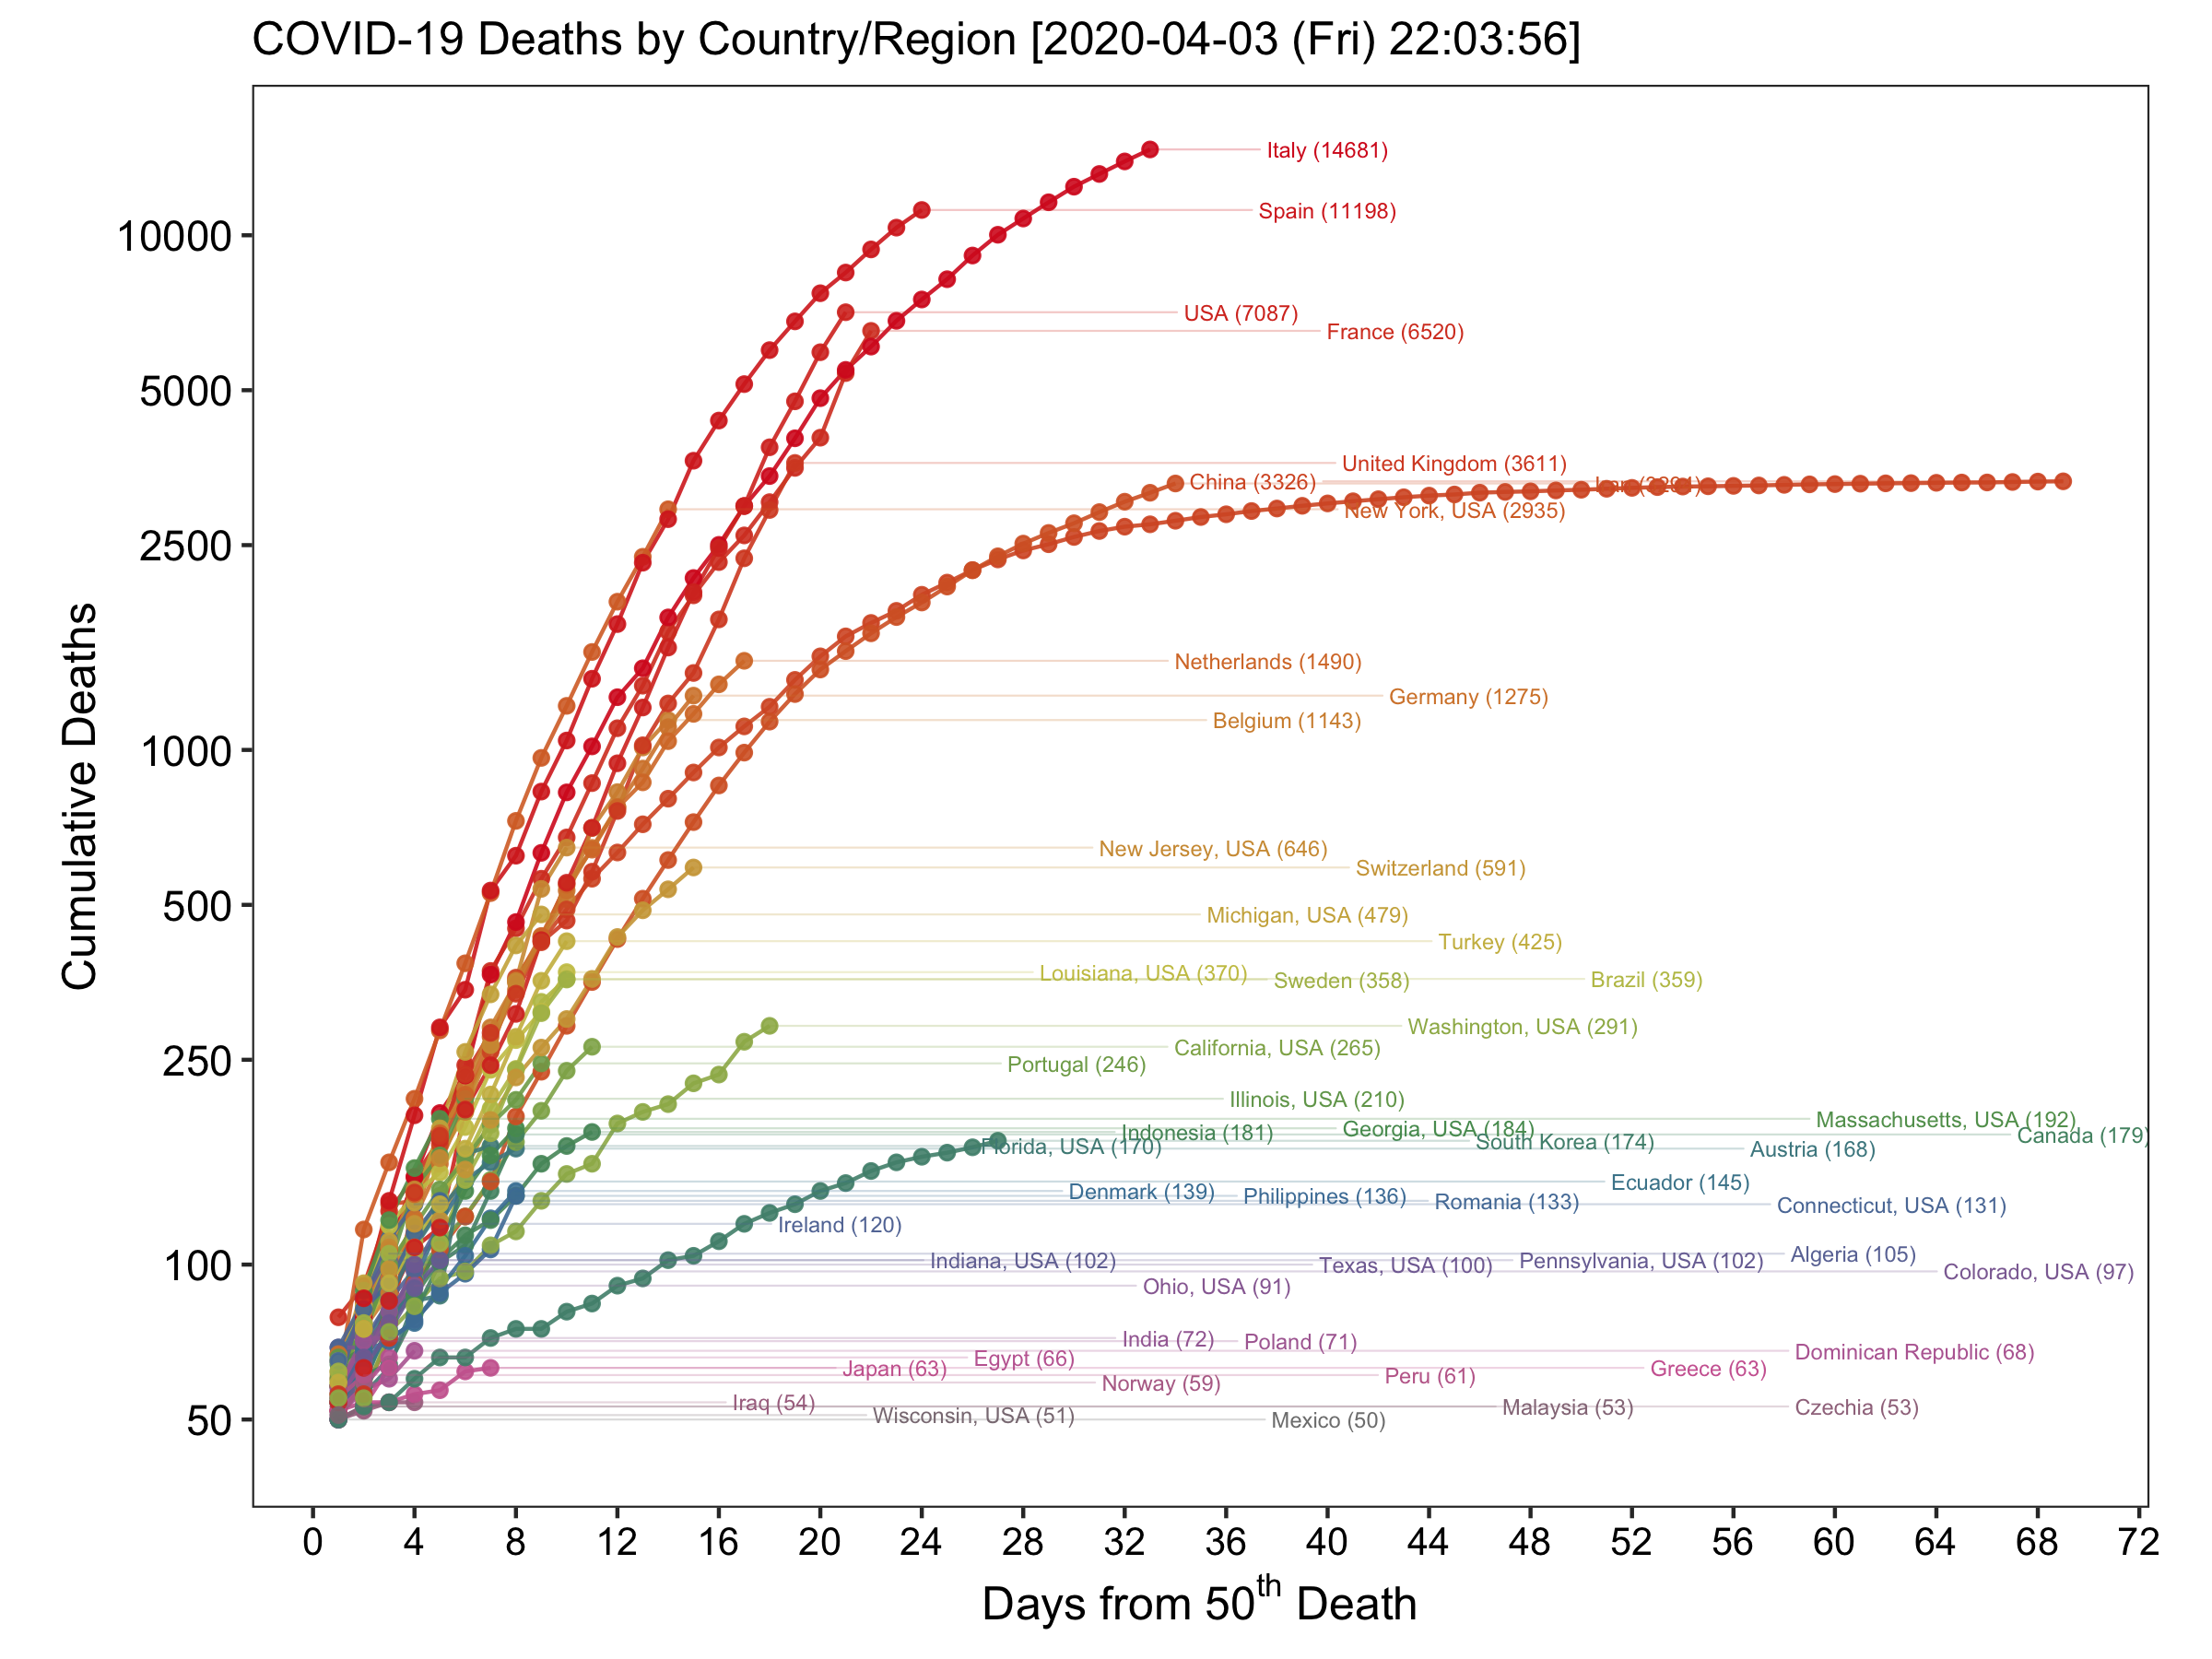 COVID-19 Deaths by Country/Region [2020-04-03 (Fri) 22:03:56]
Cumulative Deaths
10000
5000
2500
1000
500
250
100
50
Italy (14681)
Spain (11198)
USA (7087)
France (6520)
United Kingdom (3611)
China (3326)
New York, USA (2935)
Netherlands (1490)
Germany (1275)
Belgium (1143)
New Jersey, USA (646)
Switzerland (591)
Michigan, USA (479)
Turkey (425)
Louisiana, USA (370)
Sweden (358)
Brazil (359)
Washington, USA (291)
California, USA (265)
Portugal (246)
Illinois, USA (210)
Massachusetts, USA (192)
Indonesia (181)
Georgia, USA (184)
Canada (179)
Florida, USA (170)
South Korea (174)
Austria (168)
Ecuador (145)
Denmark (139)
Philippines (136)
Romania (133)
Connecticut, USA (131)
Ireland (120)
Indiana, USA (102)
Texas, USA (100)
Pennsylvania, USA (102)
Algeria (105)
Colorado, USA (97)
Ohio, USA (91)
India (72)
Poland (71)
Dominican Republic (68)
Japan (63)
Egypt (66)
Norway (59)
Peru (61)
Greece (63)
Iraq (54)
Wisconsin, USA (51)
Mexico (50)
Malaysia (53)
Czechia (53)
0 4 8 12 16 20 24 28 32 36 40 44 48 52 56 60 64 68 72
Days from 50th Death